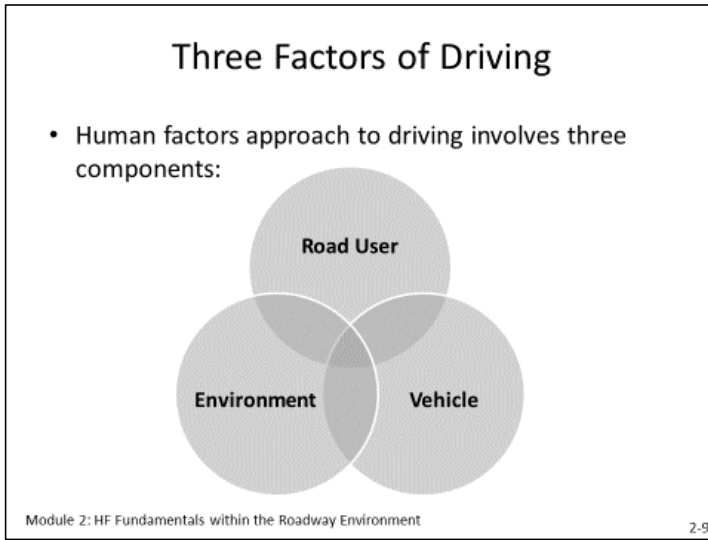 Three Factors of Driving
• Human factors approach to driving involves three
components:
Road User
Environment
Vehicle
Module 2: HF Fundamentals within the Roadway Environment
2-9